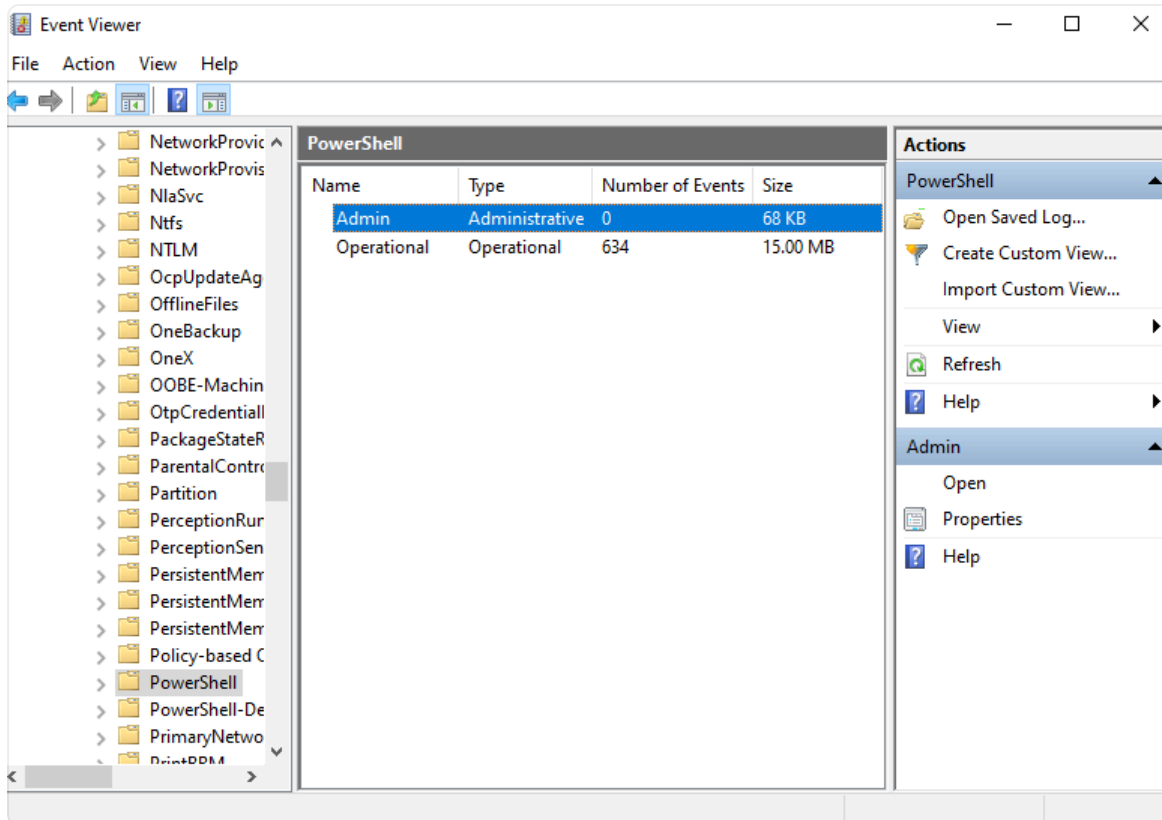 Event Viewer
File Action View Help
NetworkProvic
NetworkProvis
NlaSvc
Ntfs
NTLM
OcpUpdateAg
OfflineFiles
OneBackup
OneX
OOBE-Machin
OtpCredentiall
PackageStateR
ParentalContro
Partition
PerceptionRun
PerceptionSen
PersistentMem
PersistentMem
PersistentMem
Policy-based
PowerShell
PowerShell-De
PrimaryNetwo
PrintBRM
PowerShell
Name Type Number of Events Size
Admin Administrative 0 68 KB
Operational Operational 634 15.00 MB
Actions
PowerShell
Open Saved Log...
Create Custom View...
Import Custom View...
View
Refresh
Help
Admin
Open
Properties
Help